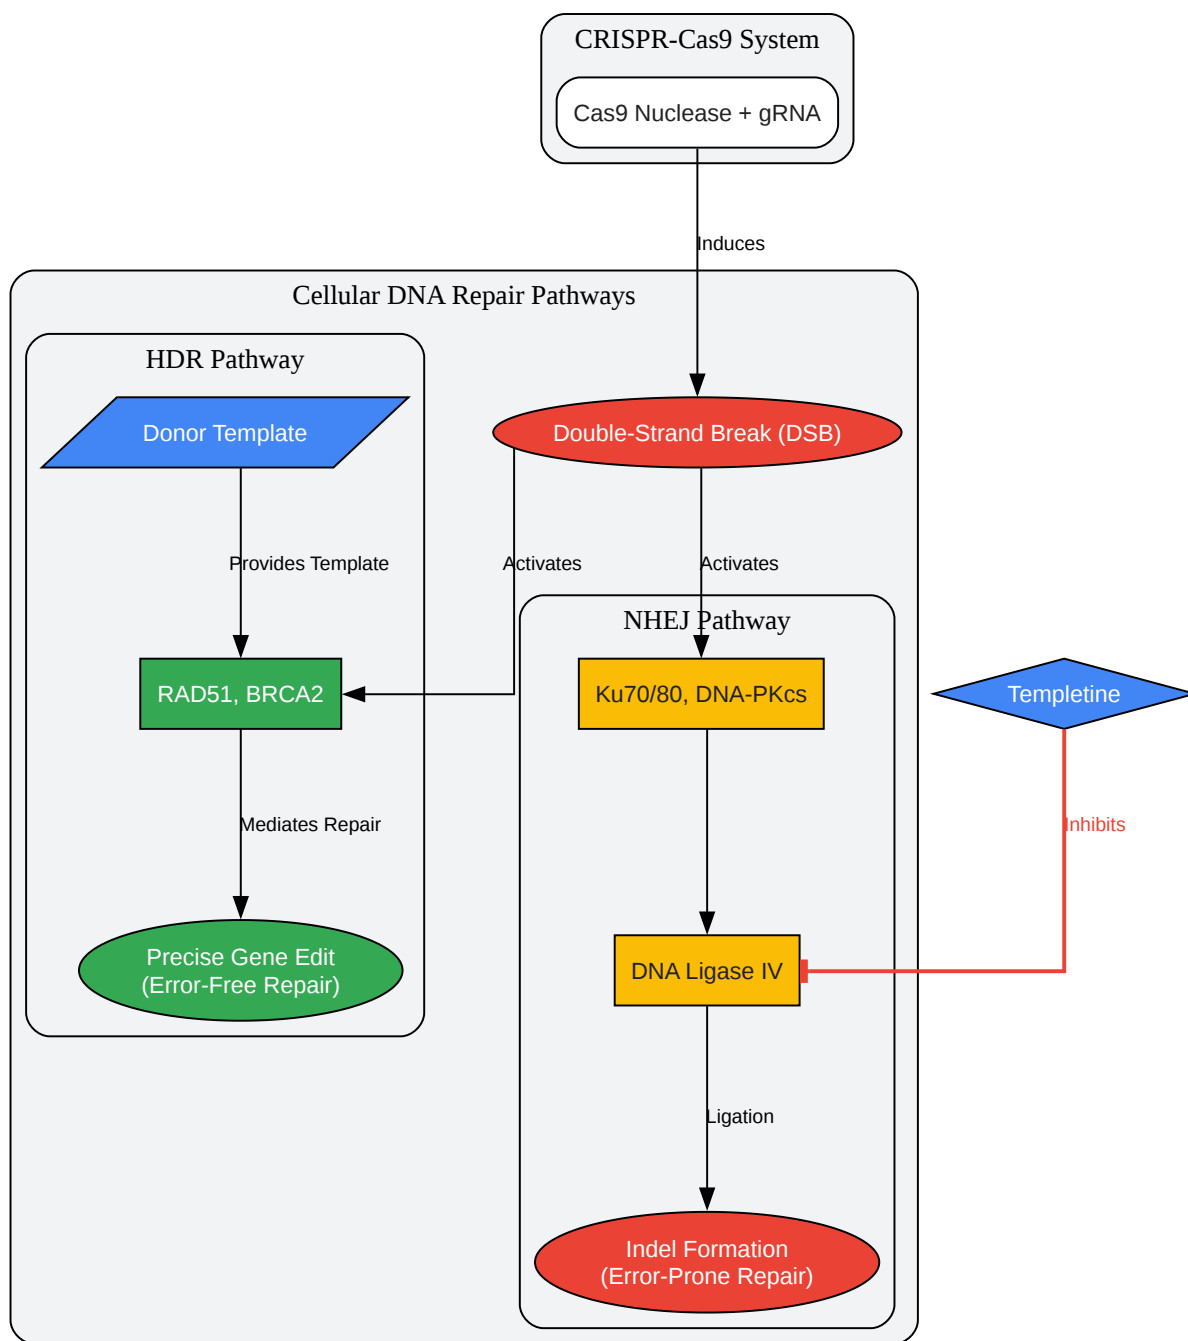 CRISPR-Cas9 System
Cas9 Nuclease + gRNA
Induces
Cellular DNA Repair Pathways
HDR Pathway
Donor Template
Double-Strand Break (DSB)
Provides Template
Activates
Activates
NHEJ Pathway
RAD51, BRCA2
Ku70/80, DNA-PKcs
Templetine
Mediates Repair
Inhibits
Precise Gene Edit
(Error-Free Repair)
DNA Ligase IV
Ligation
Indel Formation
(Error-Prone Repair)